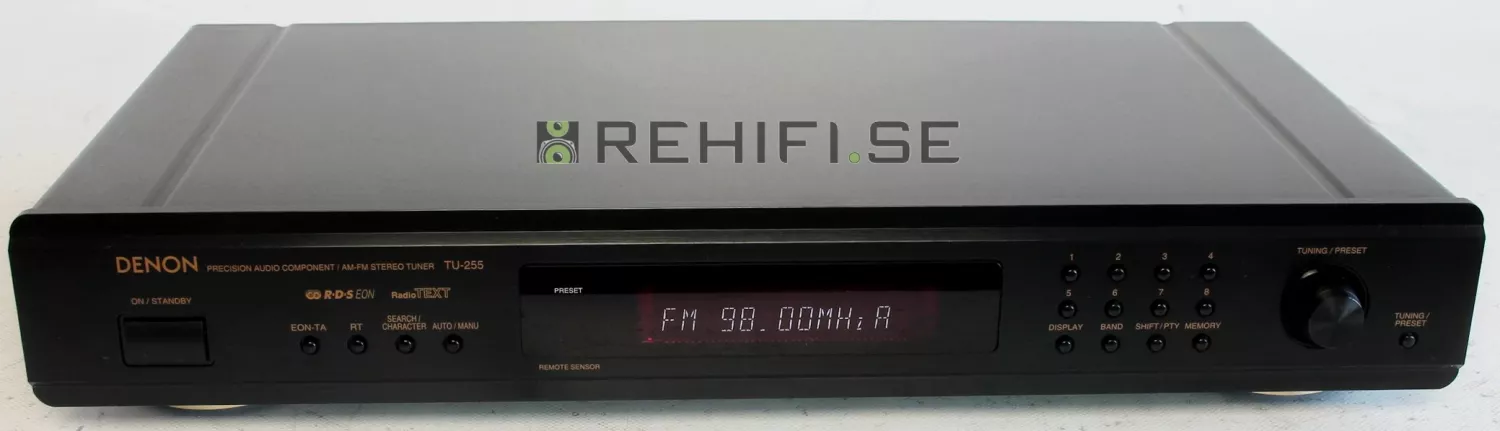 REHIFI.SE
DENON PRECISION AUDIO COMPONENT / AM-FM STEREO TUNER TU-255
ON / STANDBY
R·D·S EON RadioTEXT
EON-TA RT SEARCH / CHARACTER AUTO / MANU
PRESET
FM 98.00MHz A
REMOTE SENSOR
1 2 3 4
5 6 7 8
DISPLAY BAND SHIFT / PTY MEMORY
TUNING / PRESET
TUNING / PRESET